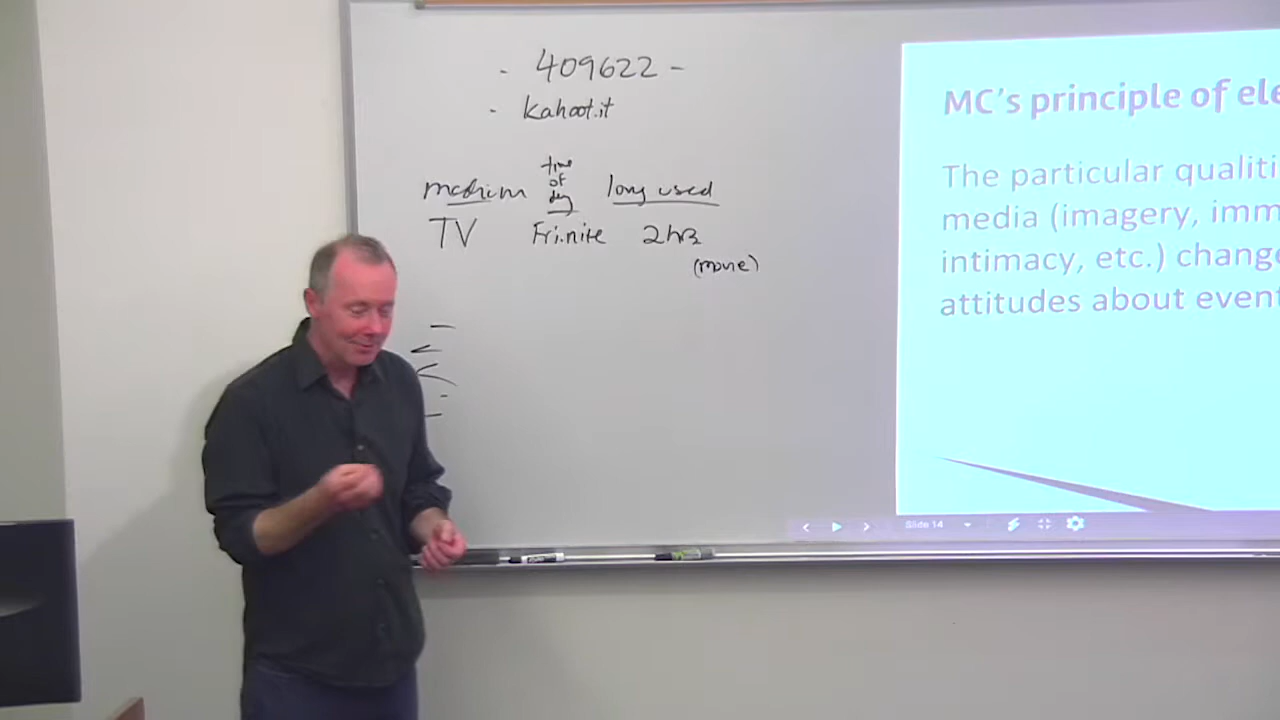 - 409622 -
- kahoot.it
time
of
day
medium long used
TV Fri.nite 2hrs
(movie)
MC's principle of ele
The particular qualiti
media (imagery, imm
intimacy, etc.) change
attitudes about event
Slide 14